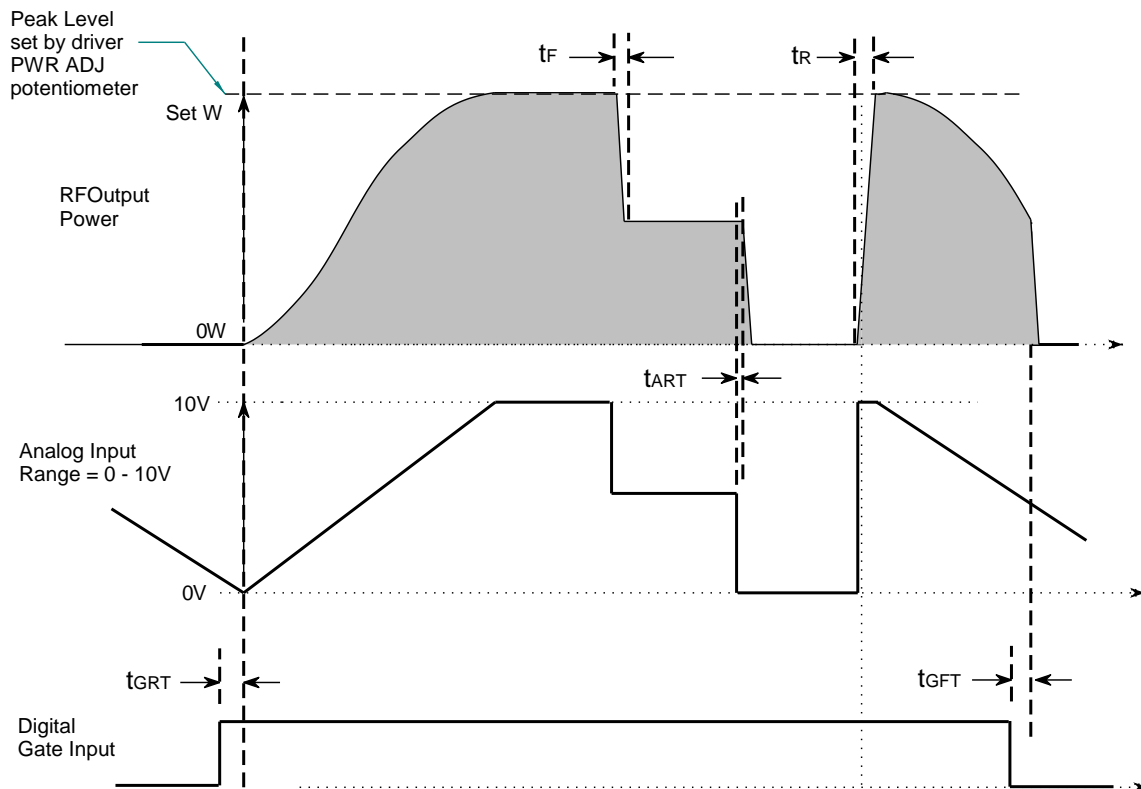 Peak Level
set by driver
PWR ADJ
potentiometer
tF
tR
Set W
RFOutput
Power
0W
tART
10V
Analog Input
Range = 0 - 10V
0V
tGRT
tGFT
Digital
Gate Input